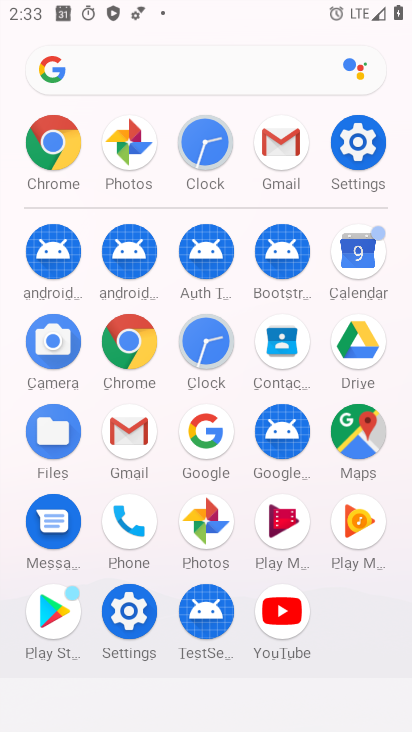 2:33 31 LTE
G
Chrome Photos Clock Gmail Settings
android... android... Auth T... Bootstr... Calendar
9
Camera Chrome Clock Contac... Drive
Files Gmail Google Google... Maps
Messa... Phone Photos Play M... Play M...
Play St... Settings TestSe... YouTube